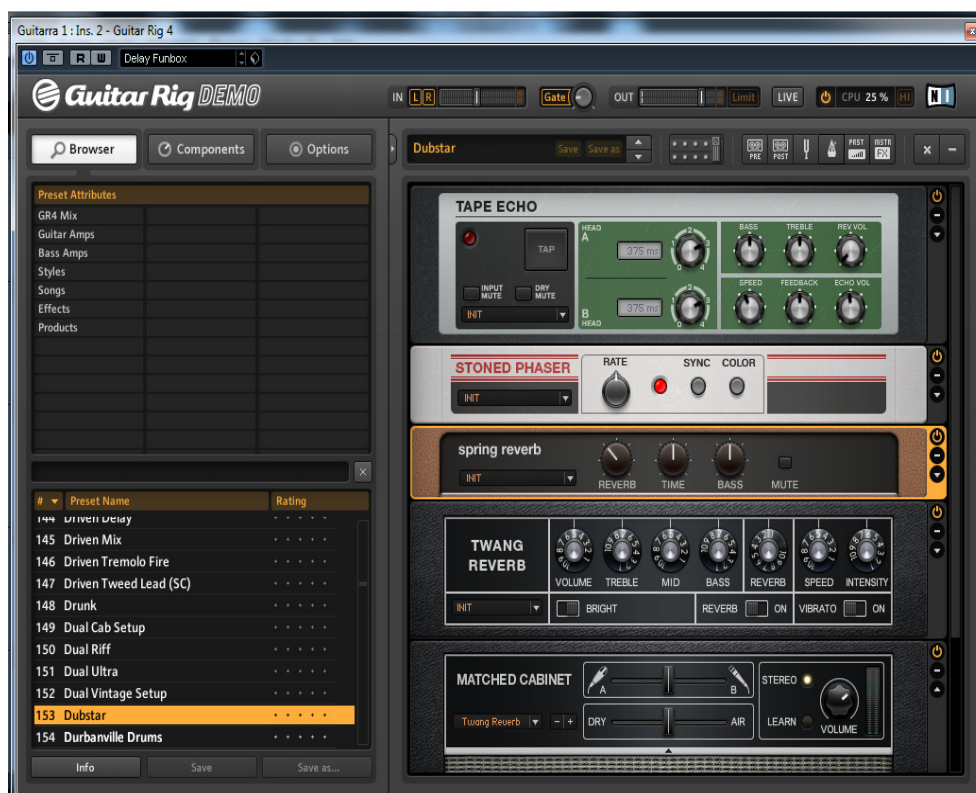 Guitarra 1 : Ins. 2 - Guitar Rig 4
R W Delay Funbox
Guitar Rig DEMO
IN L R Gate OUT Limit LIVE CPU 25 % HI N I
Browser Components Options
Dubstar Save Save as PRE POST PRST MSTR FX
Preset Attributes
GR4 Mix
Guitar Amps
Bass Amps
Styles
Songs
Effects
Products
# Preset Name Rating
144 Driven Delay
145 Driven Mix
146 Driven Tremolo Fire
147 Driven Tweed Lead (SC)
148 Drunk
149 Dual Cab Setup
150 Dual Riff
151 Dual Ultra
152 Dual Vintage Setup
153 Dubstar
154 Durbanville Drums
Info Save Save as...
TAPE ECHO
TAP
INPUT MUTE DRY MUTE
INIT
HEAD A 375 ms 0 2 4
B HEAD 375 ms 0 2 4
BASS TREBLE REV VOL
SPEED FEEDBACK ECHO VOL
STONED PHASER
INIT
RATE SYNC COLOR
spring reverb
INIT
REVERB TIME BASS MUTE
TWANG REVERB
VOLUME TREBLE MID BASS REVERB SPEED INTENSITY
INIT BRIGHT REVERB ON VIBRATO ON
MATCHED CABINET
A B STEREO
Twang Reverb - + DRY AIR LEARN VOLUME